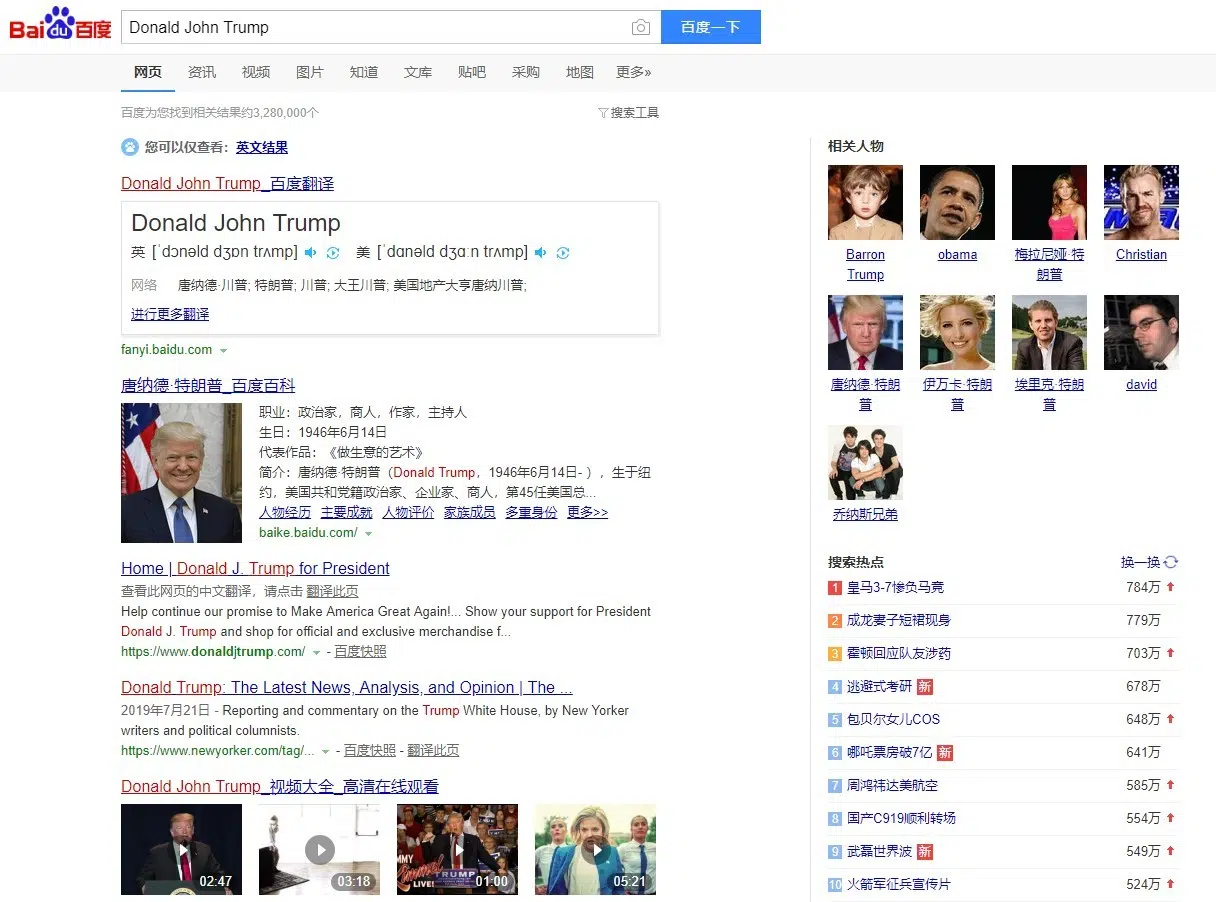 Bai du 百度
Donald John Trump
百度一下
网页 资讯 视频 图片 知道 文库 贴吧 采购 地图 更多»
百度为您找到相关结果约3,280,000个
搜索工具
您可以仅查看：英文结果
Donald John Trump_百度翻译
Donald John Trump
英 [ˈdɔnəld dʒɒn trʌmp] 美 [ˈdɑnəld dʒɑːn trʌmp]
网络 唐纳德·川普; 特朗普; 川普; 大王川普; 美国地产大亨唐纳川普;
进行更多翻译
fanyi.baidu.com
唐纳德·特朗普_百度百科
职业：政治家，商人，作家，主持人
生日：1946年6月14日
代表作品：《做生意的艺术》
简介：唐纳德·特朗普（Donald Trump，1946年6月14日- ），生于纽
约，美国共和党籍政治家、企业家、商人，第45任美国总...
人物经历 主要成就 人物评价 家族成员 多重身份 更多>>
baike.baidu.com/
Home | Donald J. Trump for President
查看此网页的中文翻译，请点击 翻译此页
Help continue our promise to Make America Great Again!... Show your support for President
Donald J. Trump and shop for official and exclusive merchandise f...
https://www.donaldjtrump.com/ - 百度快照
Donald Trump: The Latest News, Analysis, and Opinion | The ...
2019年7月21日 - Reporting and commentary on the Trump White House, by New Yorker
writers and political columnists.
https://www.newyorker.com/tag/... - 百度快照 - 翻译此页
Donald John Trump_视频大全_高清在线观看
02:47
03:18
MMY
LIVE!
TRUMP
01:00
05:21
相关人物
Barron
Trump
obama
梅拉尼娅·特
朗普
Christian
唐纳德·特朗
普
伊万卡·特朗
普
埃里克·特朗
普
david
乔纳斯兄弟
搜索热点 换一换
1 皇马3-7惨负马竞 784万
2 成龙妻子短裙现身 779万
3 霍顿回应队友涉药 703万
4 逃避式考研 新 678万
5 包贝尔女儿COS 648万
6 哪吒票房破7亿 新 641万
7 周鸿祎达美航空 585万
8 国产C919顺利转场 554万
9 武磊世界波 新 549万
10 火箭军征兵宣传片 524万